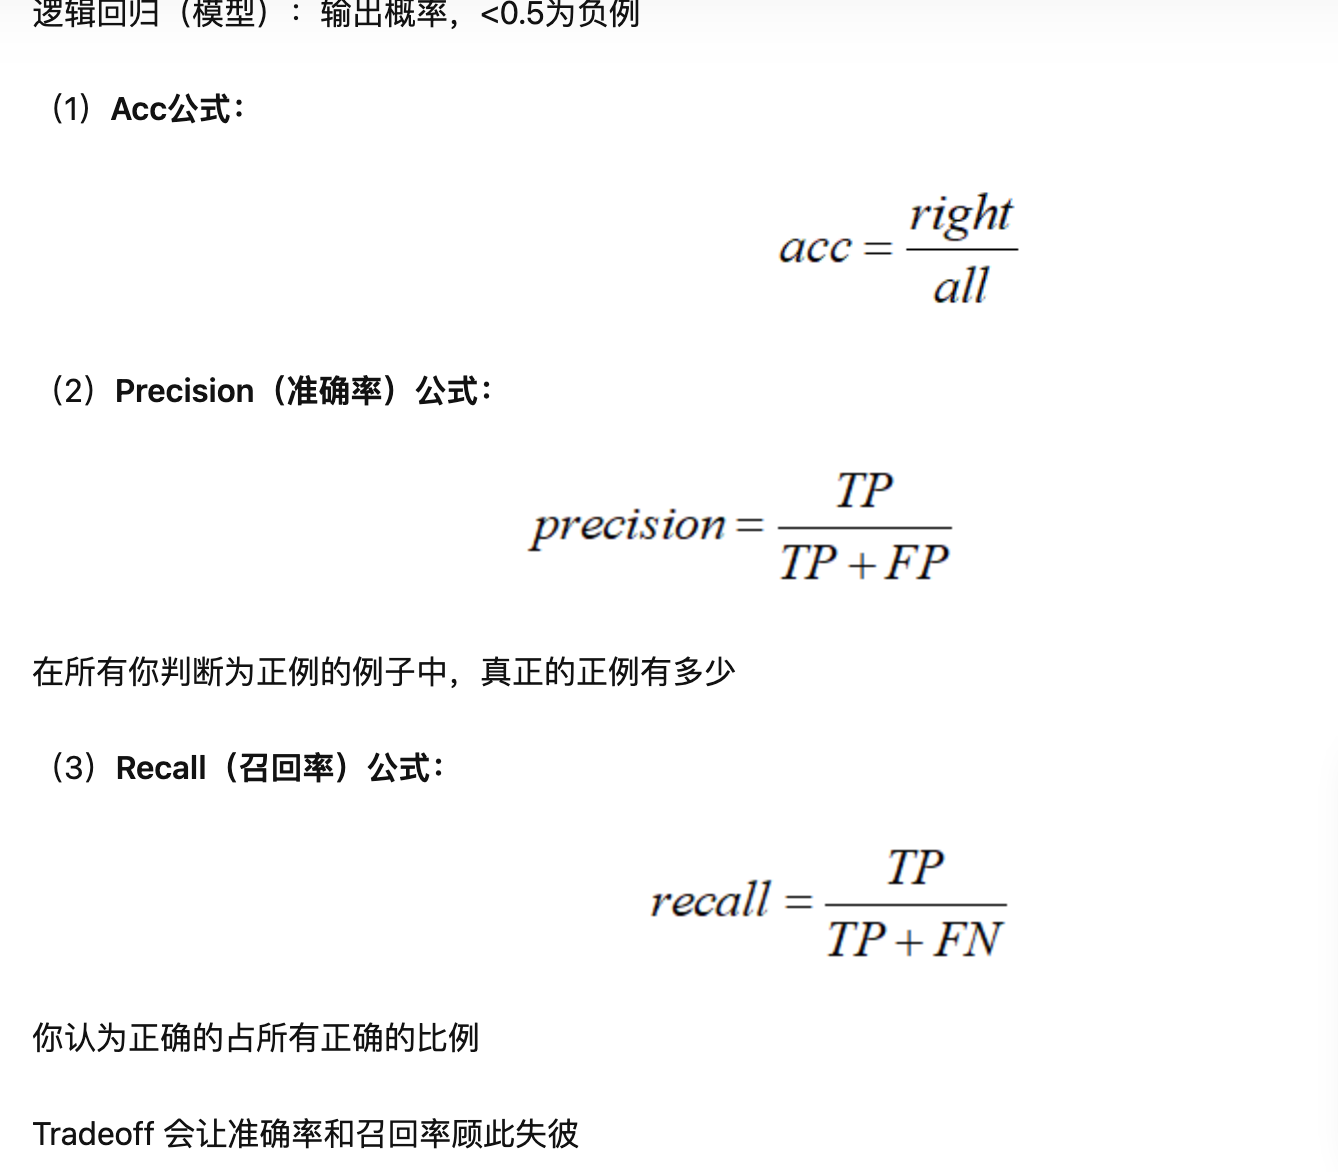 逻辑回归（模型）：输出概率，<0.5为负例
（1）Acc公式：
acc = right / all
（2）Precision（准确率）公式：
precision = TP / TP + FP
在所有你判断为正例的例子中，真正的正例有多少
（3）Recall（召回率）公式：
recall = TP / TP + FN
你认为正确的占所有正确的比例
Tradeoff 会让准确率和召回率顾此失彼